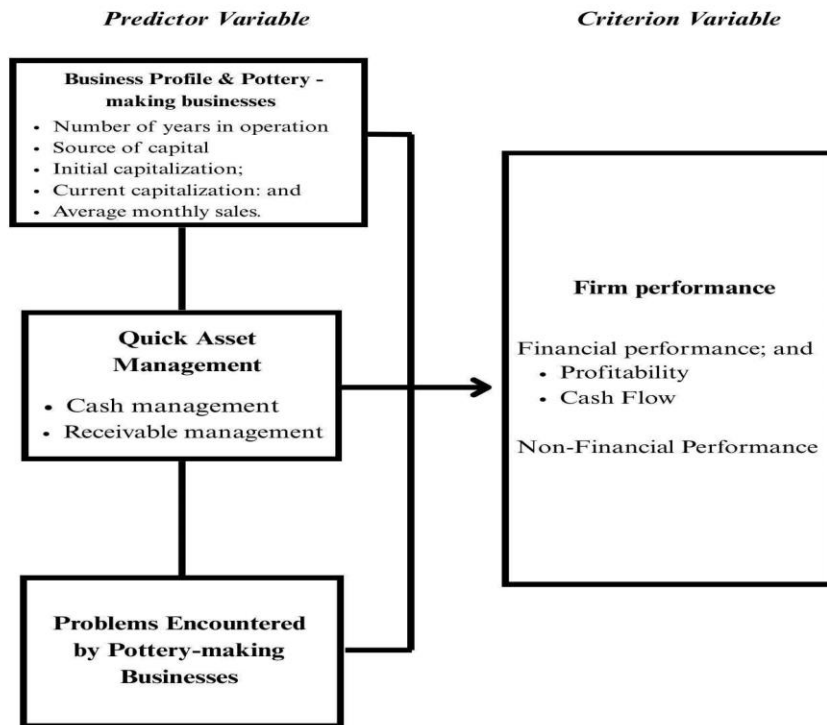 Predictor Variable
Criterion Variable
Business Profile & Pottery -
making businesses
• Number of years in operation
• Source of capital
• Initial capitalization;
• Current capitalization: and
• Average monthly sales.
Quick Asset
Management
• Cash management
• Receivable management
Problems Encountered
by Pottery-making
Businesses
Firm performance
Financial performance; and
• Profitability
• Cash Flow
Non-Financial Performance